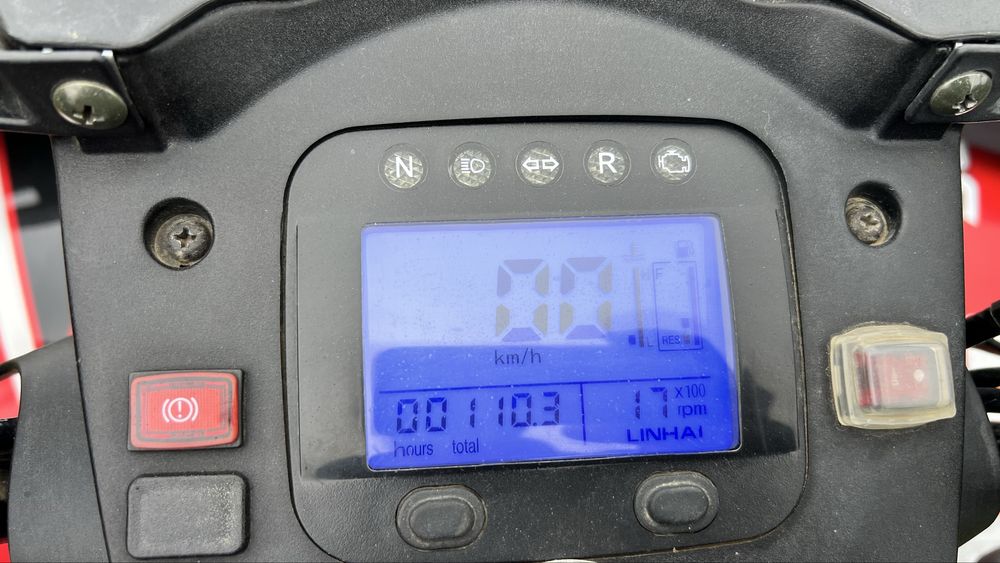 N R
00
F
RES
km/h
00110.3 17 x100
rpm
hours total LINHAI